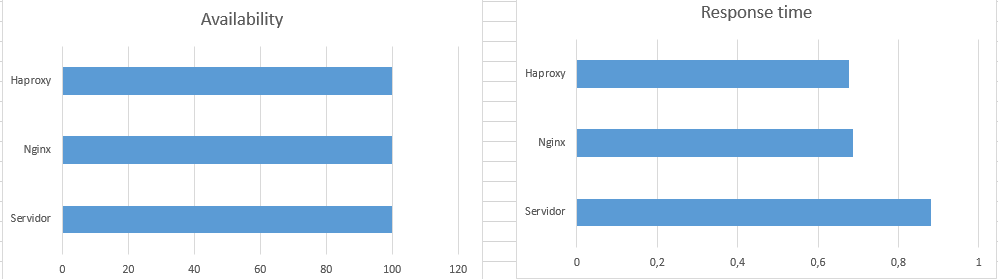 Availability
Haproxy
Nginx
Servidor
0 20 40 60 80 100 120
Response time
Haproxy
Nginx
Servidor
0 0,2 0,4 0,6 0,8 1